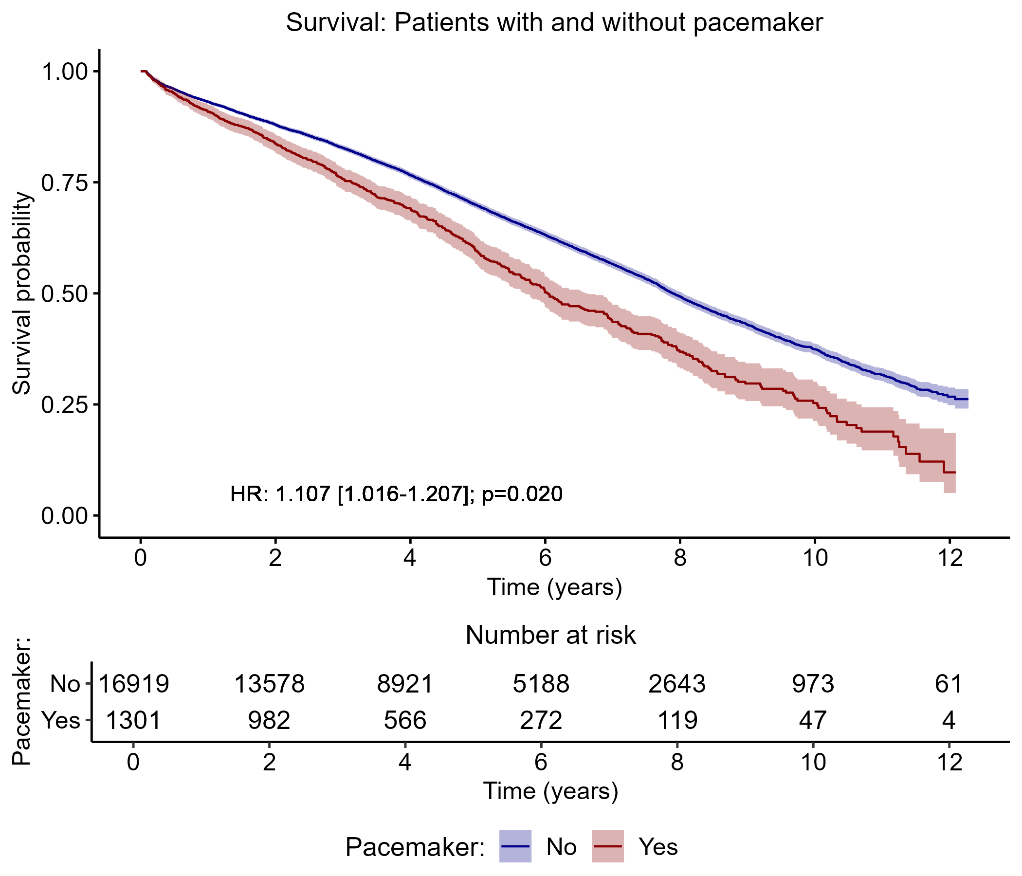 Survival: Patients with and without pacemaker
Survival probability
1.00
0.75
0.50
0.25
0.00
HR: 1.107 [1.016-1.207]; p=0.020
0 2 4 6 8 10 12
Time (years)
Number at risk
Pacemaker:
No 16919 13578 8921 5188 2643 973 61
Yes 1301 982 566 272 119 47 4
0 2 4 6 8 10 12
Time (years)
Pacemaker: No Yes